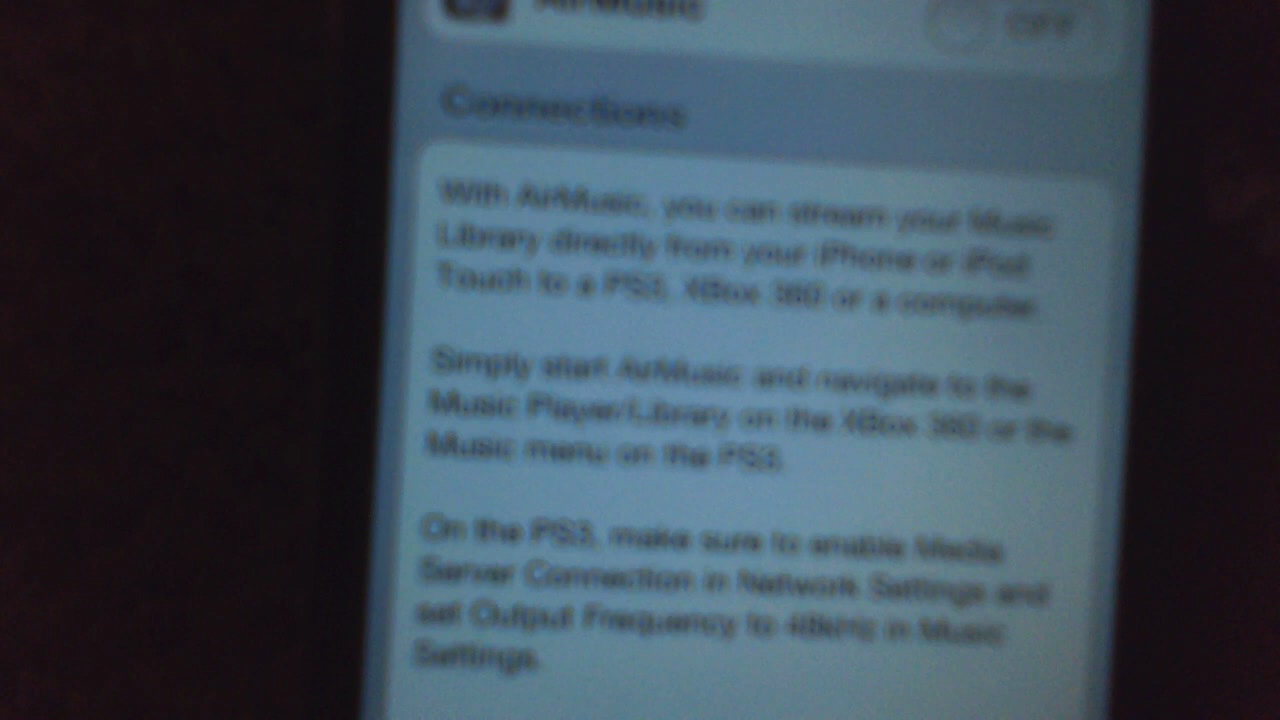 AirMusic OFF
Connections
With AirMusic, you can stream your Music
Library directly from your iPhone or iPod
Touch to a PS3, XBox 360 or a computer.
Simply start AirMusic and navigate to the
Music Player/Library on the XBox 360 or the
Music menu on the PS3.
On the PS3, make sure to enable Media
Server Connection in Network Settings and
set Output Frequency to 48kHz in Music
Settings.